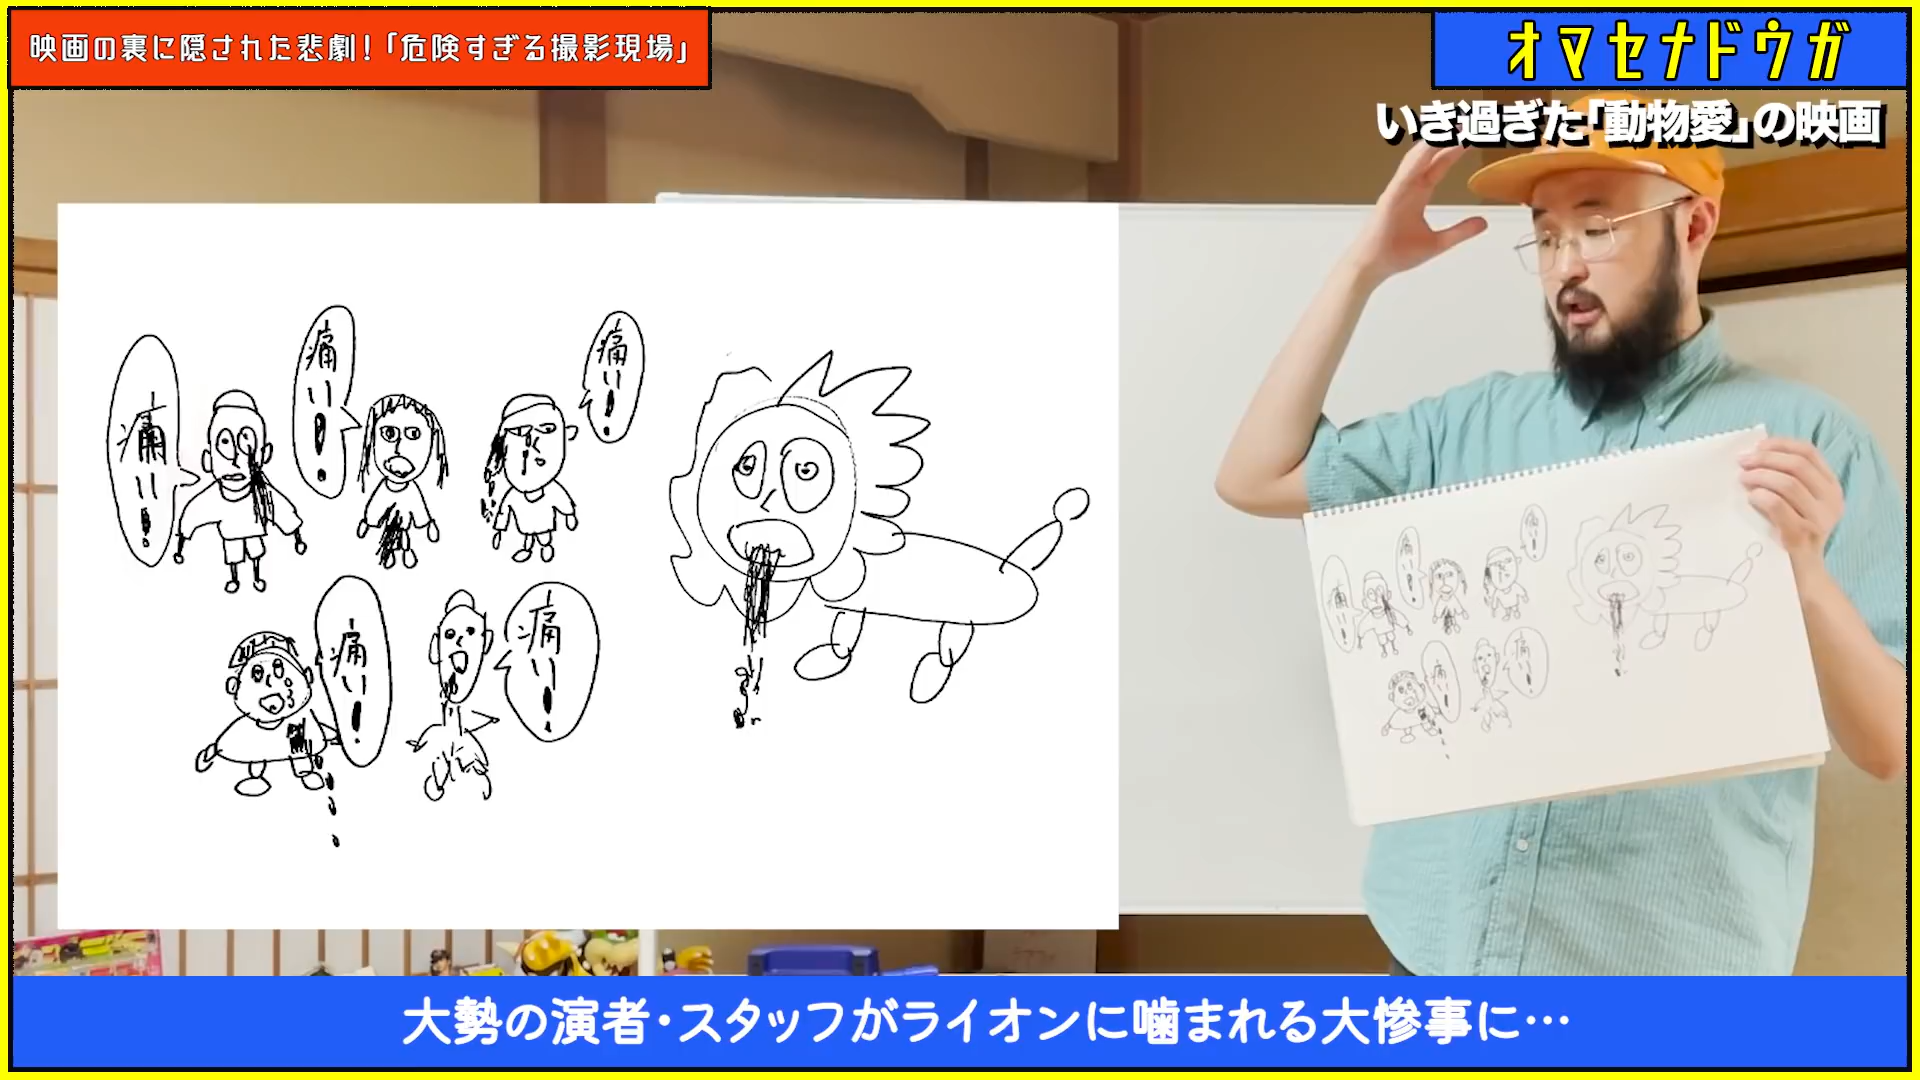 映画の裏に隠された悲劇！「危険すぎる撮影現場」
オマセナドウガ
いき過ぎた「動物愛」の映画
痛い！
痛い！
痛い！
痛い！
痛い！
大勢の演者・スタッフがライオンに噛まれる大惨事に…